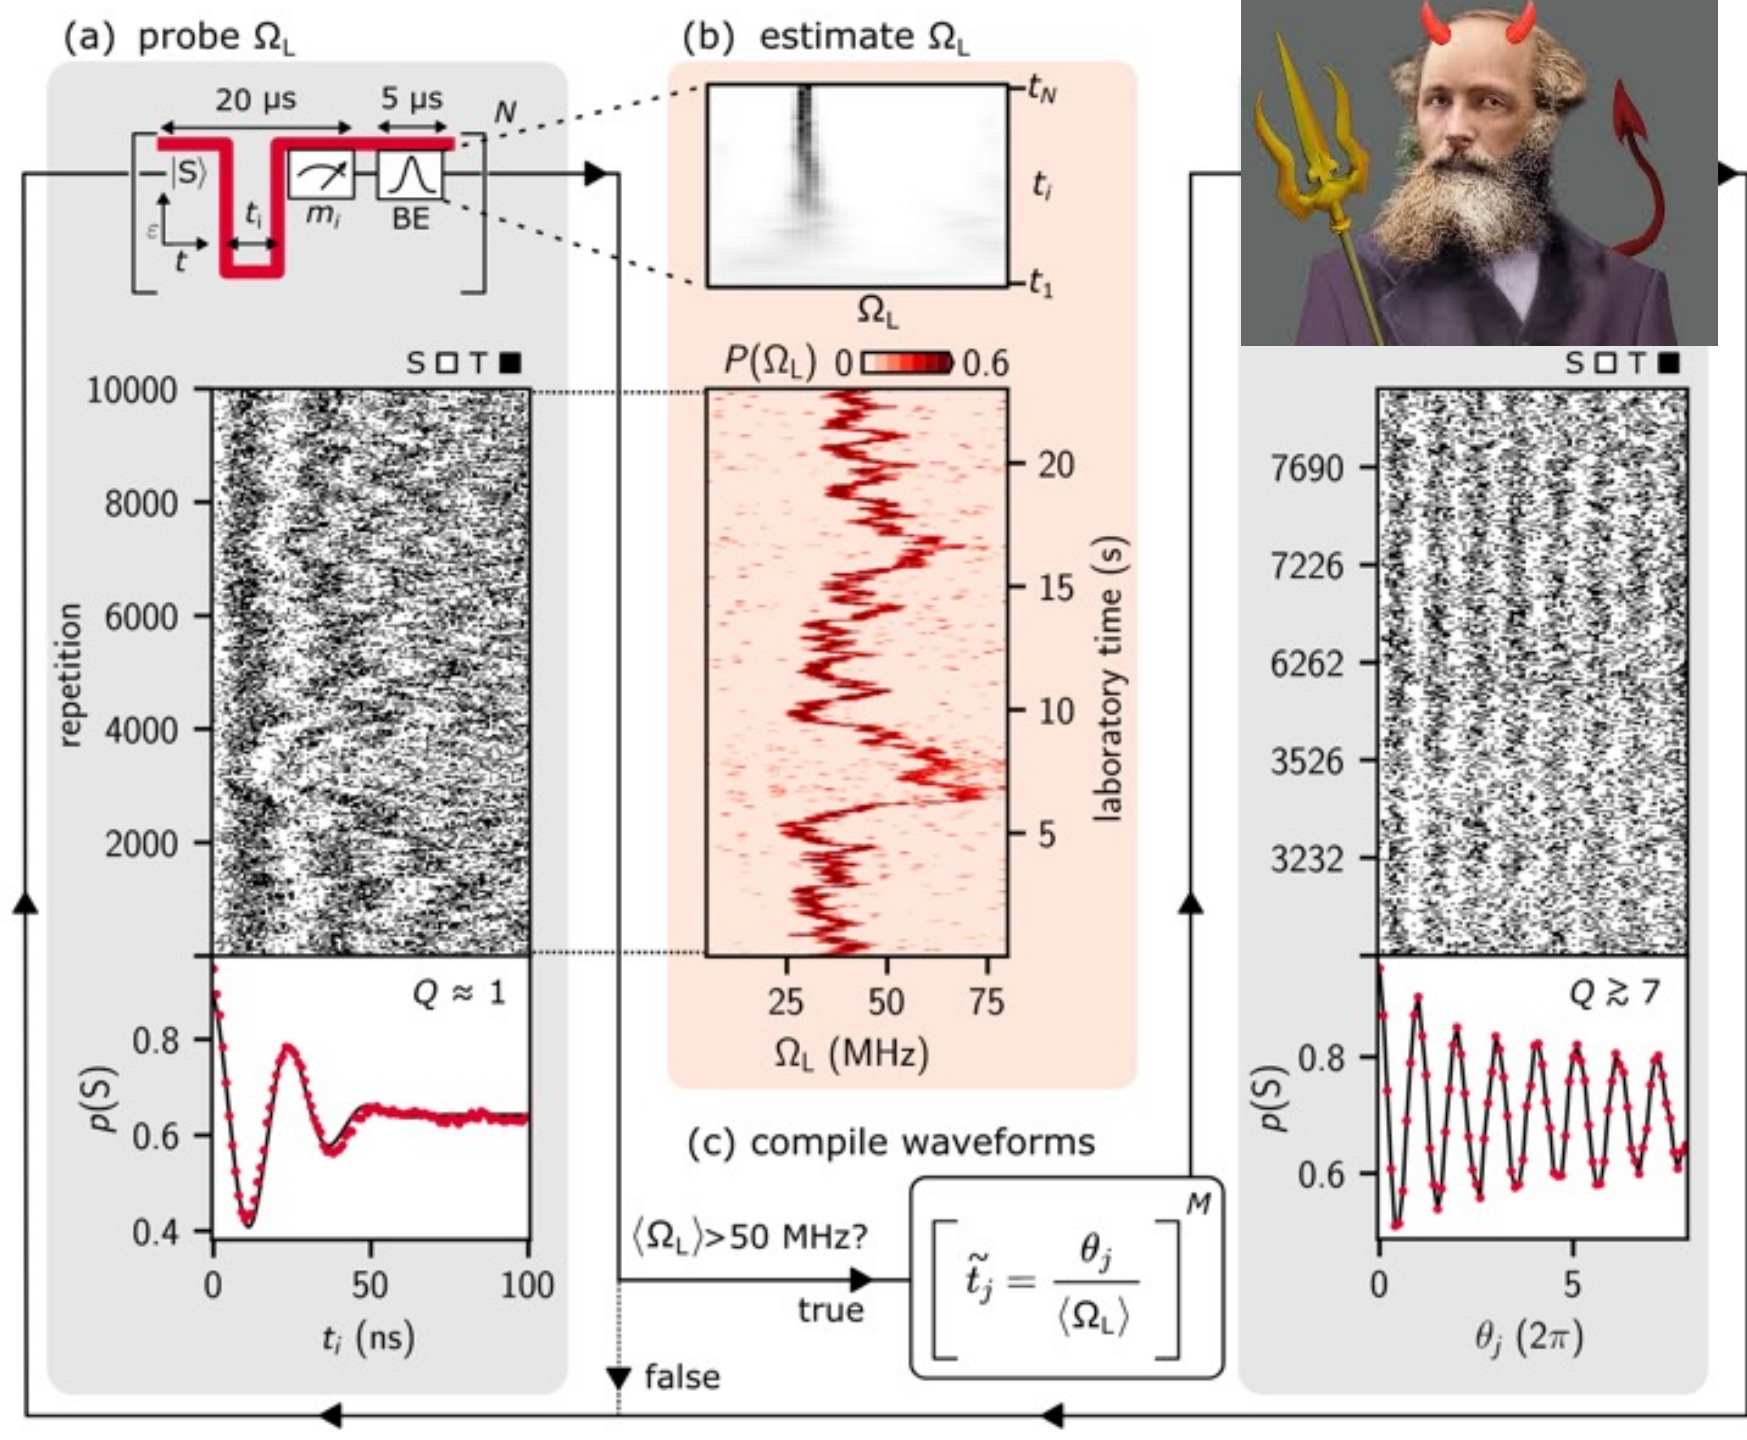 (a) probe Ω_L
20 µs
5 µs
N
|S⟩
ε
t
t_i
m_i
BE
S □ T ■
10000
8000
6000
4000
2000
repetition
Q ≈ 1
0.8
0.6
0.4
p(S)
0
50
100
t_i (ns)
(b) estimate Ω_L
t_N
t_i
t_1
Ω_L
P(Ω_L) 0 0.6
20
15
10
5
laboratory time (s)
25
50
75
Ω_L (MHz)
(c) compile waveforms
⟨Ω_L⟩>50 MHz?
true
false
M
t̃_j = θ_j / ⟨Ω_L⟩
S □ T ■
7690
7226
6262
3526
3232
Q ≳ 7
0.8
0.6
p(S)
0
5
θ_j (2π)